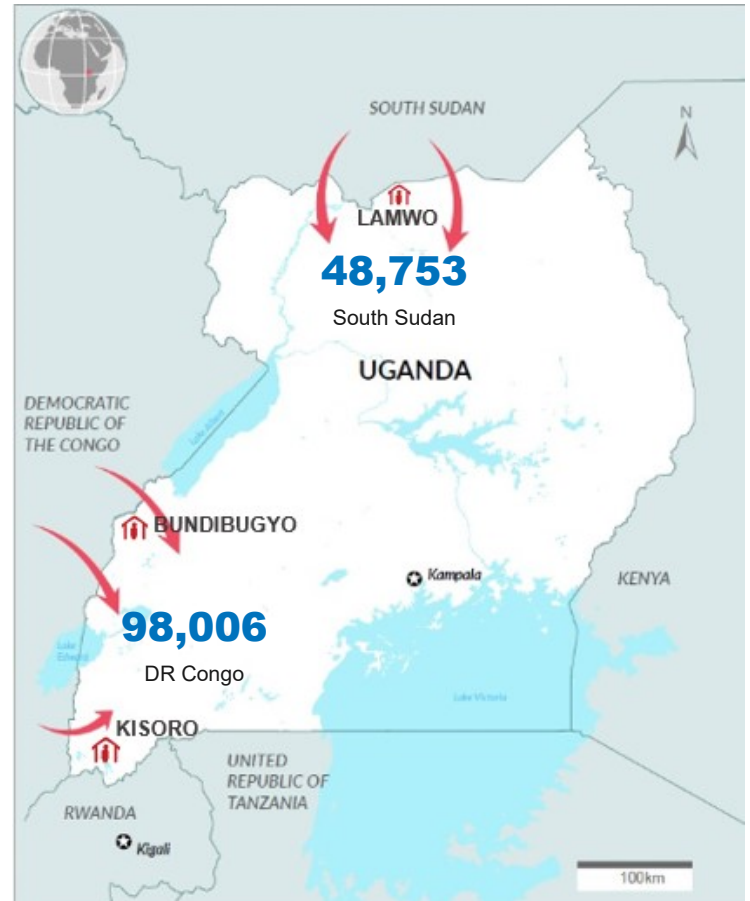 SOUTH SUDAN
N
LAMWO
48,753
South Sudan
UGANDA
DEMOCRATIC
REPUBLIC OF
THE CONGO
Lake Albert
BUNDIBUGYO
Kampala
KENYA
98,006
Lake
Edward
DR Congo
Lake Victoria
KISORO
UNITED
REPUBLIC OF
TANZANIA
RWANDA
Kigali
100km